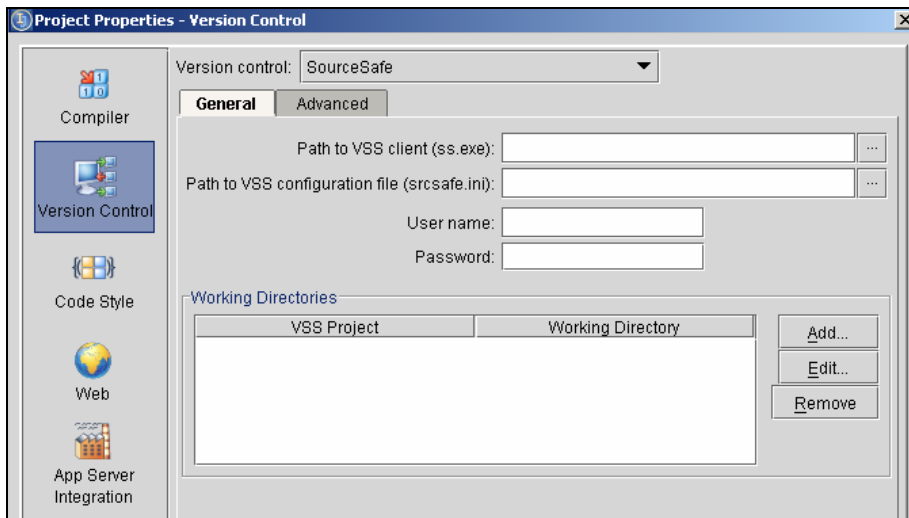 Project Properties - Version Control
Compiler
Version Control
Code Style
Web
App Server
Integration
Version control: SourceSafe
General Advanced
Path to VSS client (ss.exe): ...
Path to VSS configuration file (srcsafe.ini): ...
User name:
Password:
Working Directories
VSS Project Working Directory
Add...
Edit...
Remove